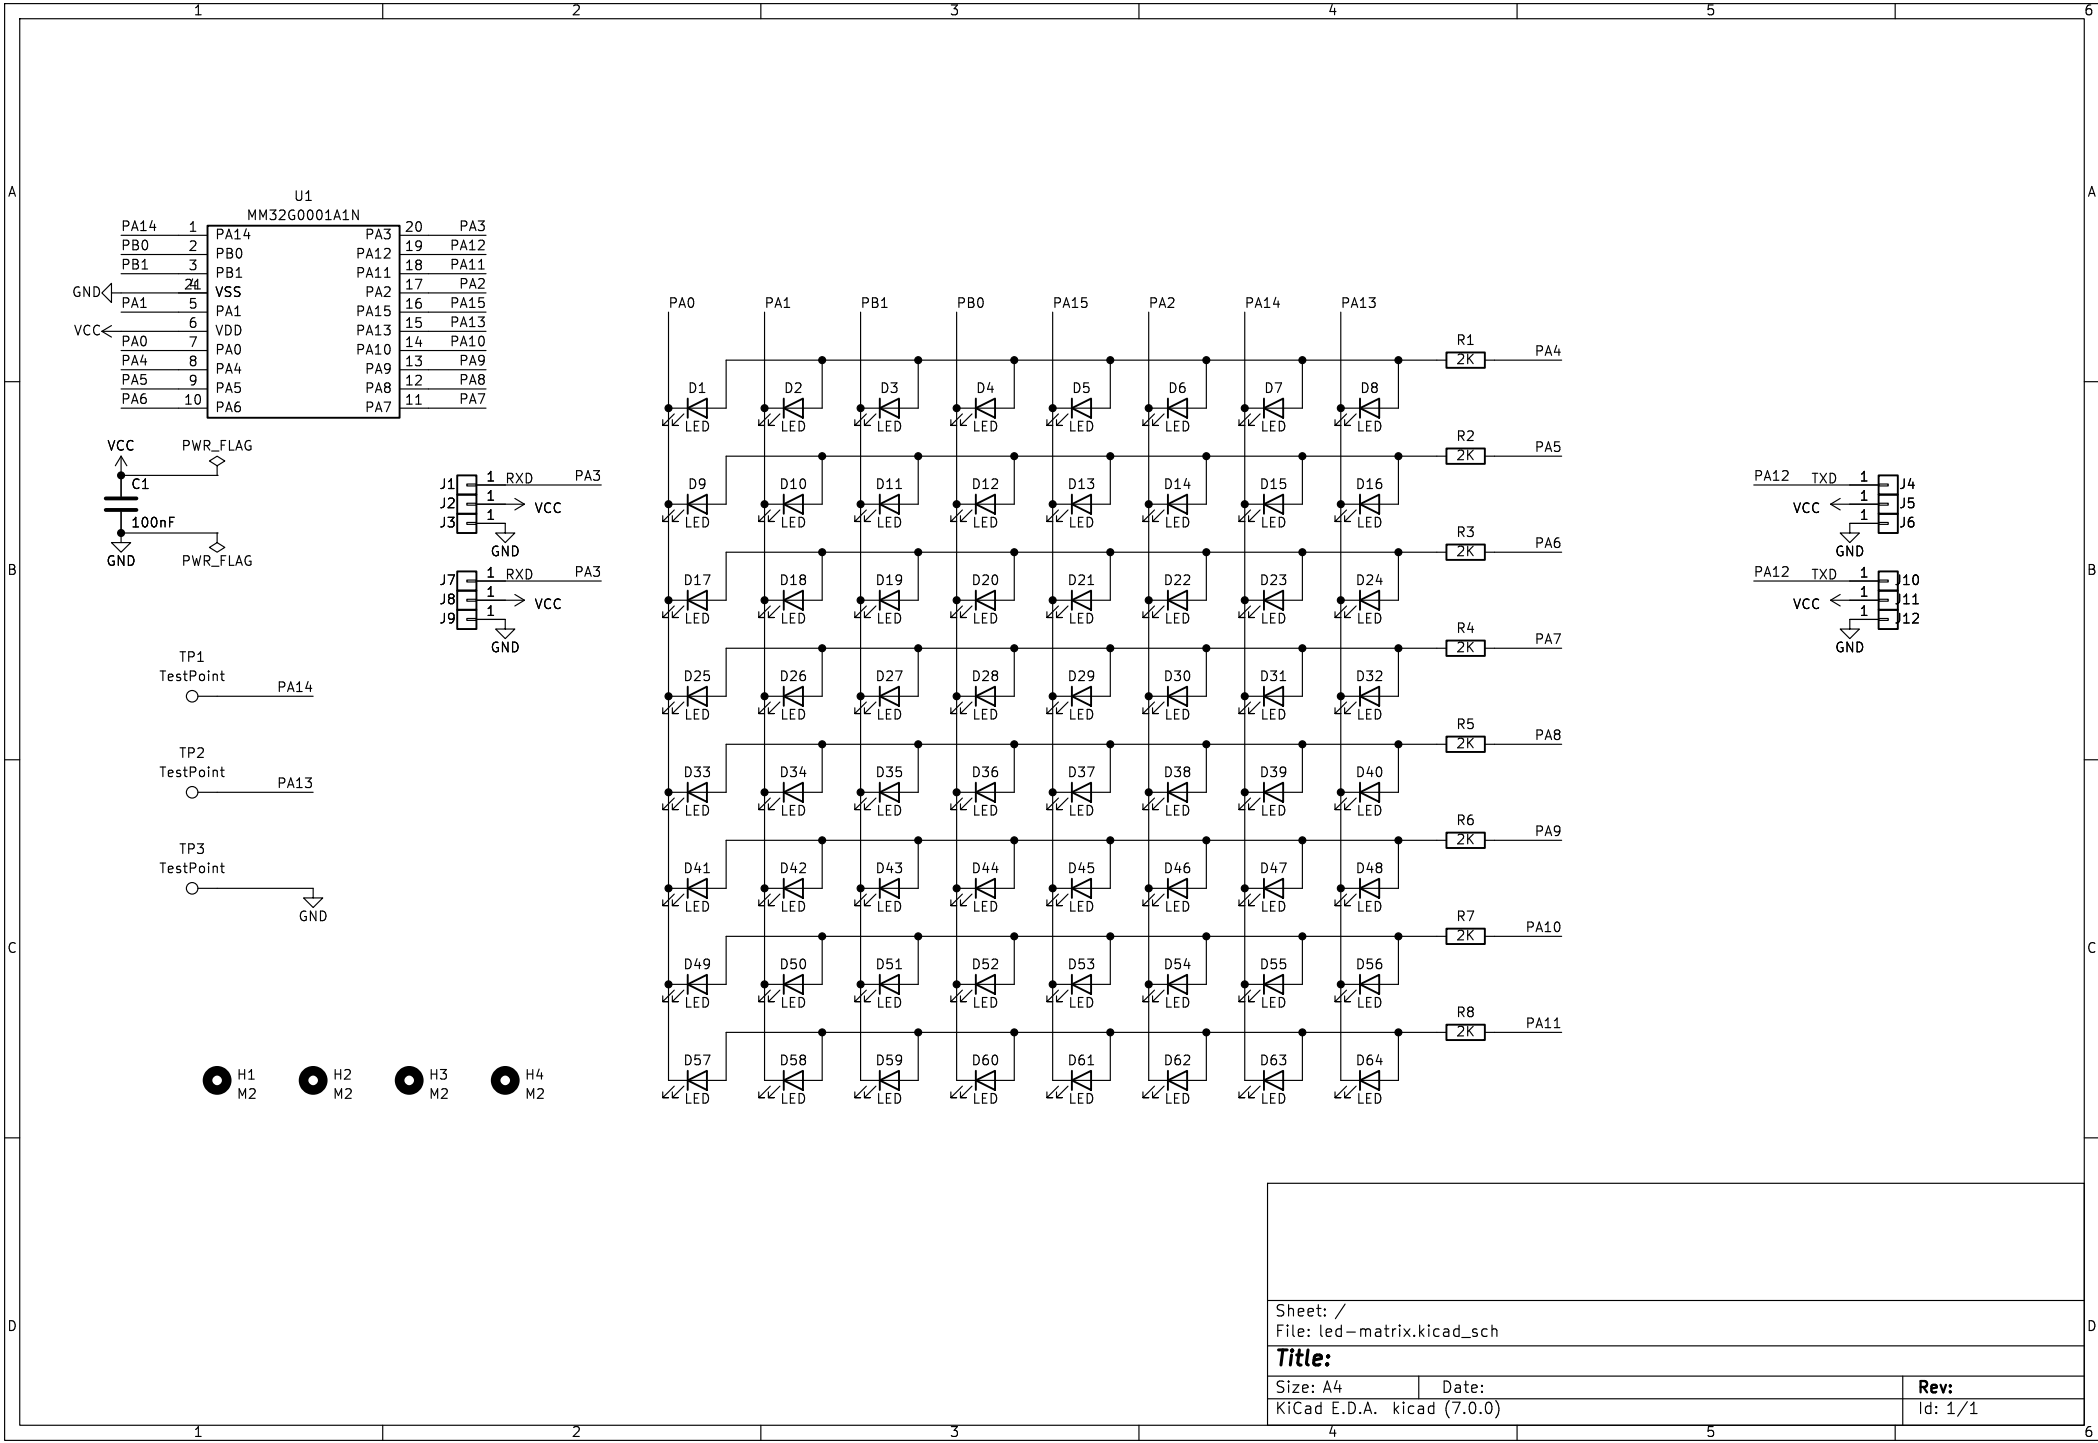 1 2 3 4 5 6
A A
U1
MM32G0001A1N
PA14 1 PA14 PA3 20 PA3
PB0 2 PB0 PA12 19 PA12
PB1 3 PB1 PA11 18 PA11
GND 21 VSS PA2 17 PA2
PA1 5 PA1 PA15 16 PA15
VCC 6 VDD PA13 15 PA13
PA0 7 PA0 PA10 14 PA10
PA4 8 PA4 PA9 13 PA9
PA5 9 PA5 PA8 12 PA8
PA6 10 PA6 PA7 11 PA7
VCC PWR_FLAG
C1
100nF
GND PWR_FLAG
J1 1 RXD PA3
J2 1 VCC
J3 1
GND
J7 1 RXD PA3
J8 1 VCC
J9 1
GND
TP1
TestPoint
PA14
TP2
TestPoint
PA13
TP3
TestPoint
GND
H1 H2 H3 H4
M2 M2 M2 M2
PA0 PA1 PB1 PB0 PA15 PA2 PA14 PA13
R1
2K PA4
D1 D2 D3 D4 D5 D6 D7 D8
LED LED LED LED LED LED LED LED
R2
2K PA5
D9 D10 D11 D12 D13 D14 D15 D16
LED LED LED LED LED LED LED LED
R3
2K PA6
D17 D18 D19 D20 D21 D22 D23 D24
LED LED LED LED LED LED LED LED
R4
2K PA7
D25 D26 D27 D28 D29 D30 D31 D32
LED LED LED LED LED LED LED LED
R5
2K PA8
D33 D34 D35 D36 D37 D38 D39 D40
LED LED LED LED LED LED LED LED
R6
2K PA9
D41 D42 D43 D44 D45 D46 D47 D48
LED LED LED LED LED LED LED LED
R7
2K PA10
D49 D50 D51 D52 D53 D54 D55 D56
LED LED LED LED LED LED LED LED
R8
2K PA11
D57 D58 D59 D60 D61 D62 D63 D64
LED LED LED LED LED LED LED LED
PA12 TXD 1 J4
VCC 1 J5
1 J6
GND
PA12 TXD 1 J10
VCC 1 J11
1 J12
GND
B B
C C
D D
Sheet: /
File: led-matrix.kicad_sch
Title:
Size: A4 Date: Rev:
KiCad E.D.A. kicad (7.0.0) Id: 1/1
1 2 3 4 5 6